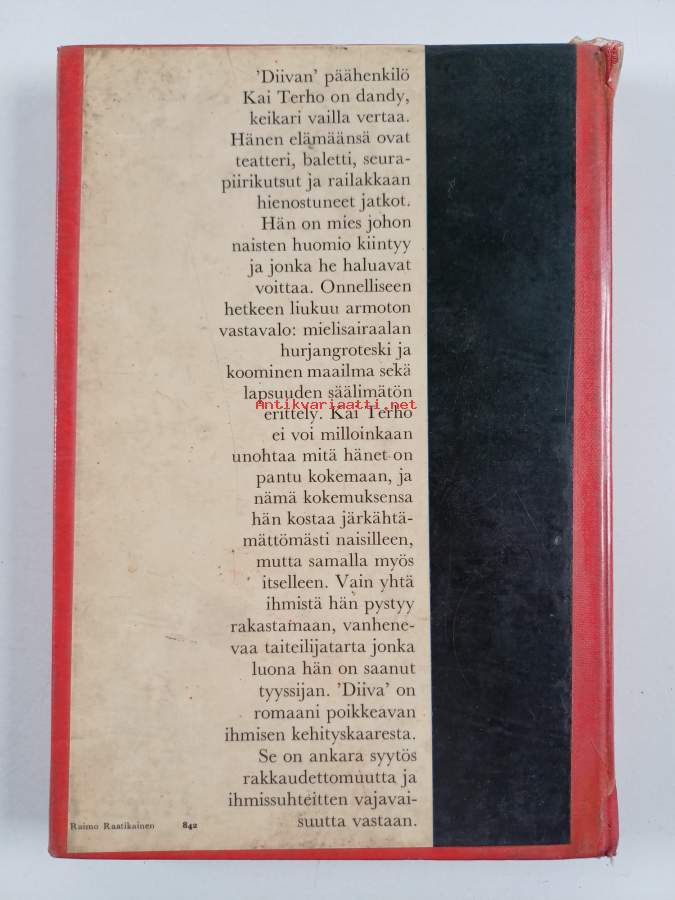 'Diivan' päähenkilö
Kai Terho on dandy,
keikari vailla vertaa.
Hänen elämäänsä ovat
teatteri, baletti, seura-
piirikutsut ja railakkaan
hienostuneet jatkot.
Hän on mies johon
naisten huomio kiintyy
ja jonka he haluavat
voittaa. Onnelliseen
hetkeen liukuu armoton
vastavalo: mielisairaalan
hurjangroteski ja
koominen maailma sekä
lapsuuden säälimätön
Antikvariaatti.net
erittely. Kai Terho
ei voi milloinkaan
unohtaa mitä hänet on
pantu kokemaan, ja
nämä kokemuksensa
hän kostaa järkähtä-
mättömästi naisilleen,
mutta samalla myös
itselleen. Vain yhtä
ihmistä hän pystyy
rakastamaan, vanhene-
vaa taiteilijatarta jonka
luona hän on saanut
tyyssijan. 'Diiva' on
romaani poikkeavan
ihmisen kehityskaaresta.
Se on ankara syytös
rakkaudettomuutta ja
ihmissuhteitten vajavai-
suutta vastaan.
Raimo Raatikainen 842